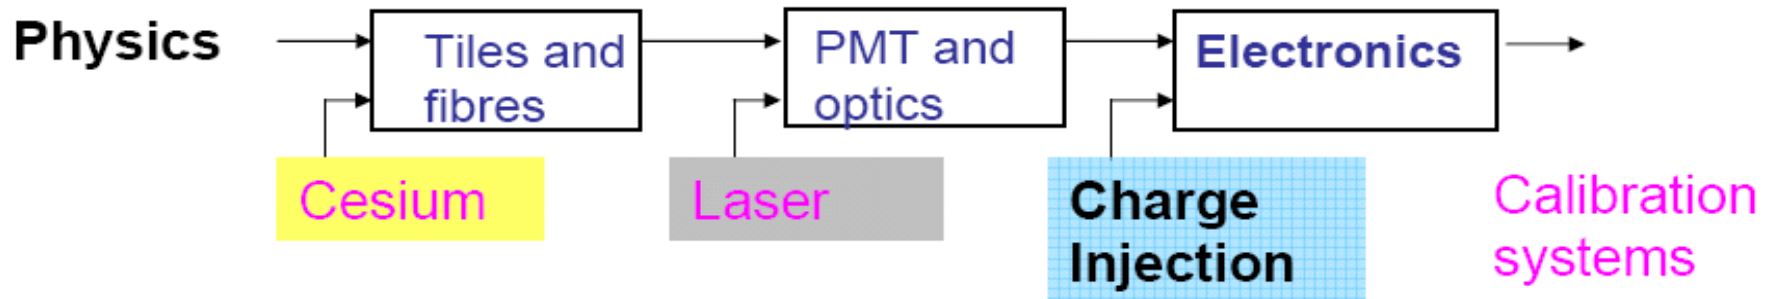 Physics
Tiles and
fibres
PMT and
optics
Electronics
Cesium
Laser
Charge
Injection
Calibration
systems